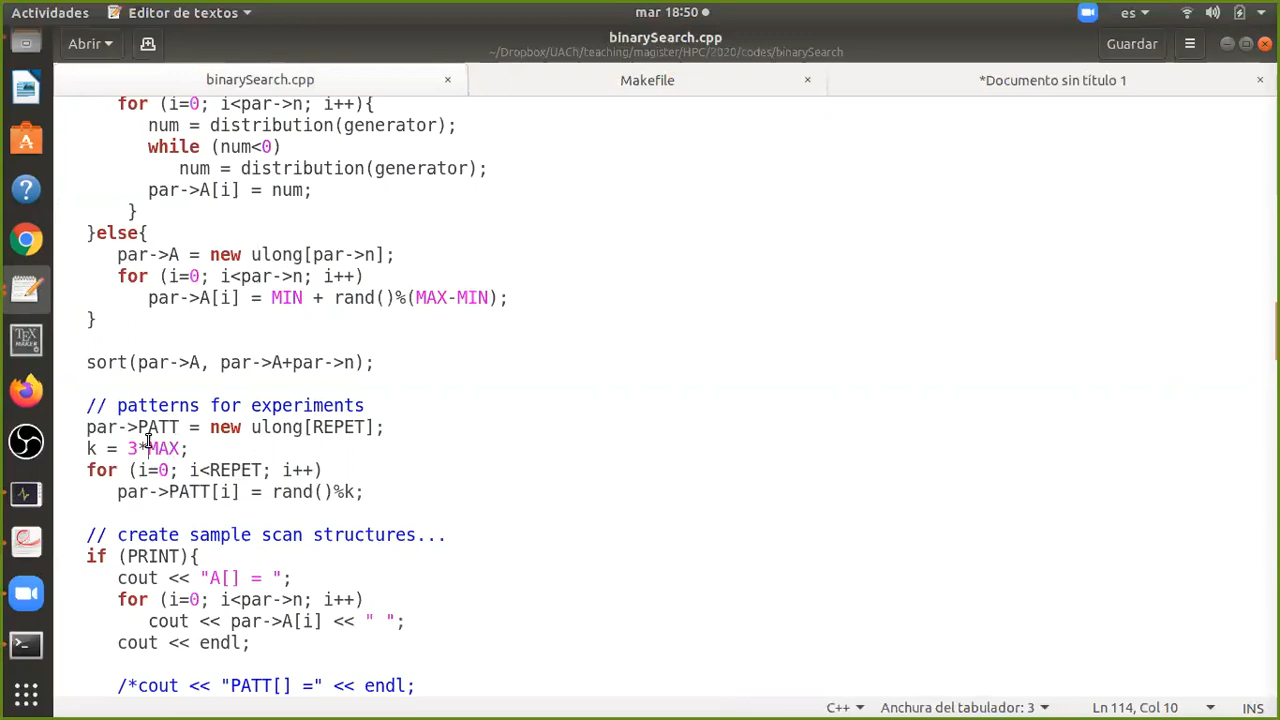 Actividades Editor de textos mar 18:50 es
Abrir binarySearch.cpp Guardar
~/Dropbox/UACh/teaching/magister/HPC/2020/codes/binarySearch
binarySearch.cpp × Makefile × *Documento sin título 1 ×
for (i=0; i<par->n; i++){
num = distribution(generator);
while (num<0)
num = distribution(generator);
par->A[i] = num;
}
}else{
par->A = new ulong[par->n];
for (i=0; i<par->n; i++)
par->A[i] = MIN + rand()%(MAX-MIN);
}
sort(par->A, par->A+par->n);
// patterns for experiments
par->PATT = new ulong[REPET];
k = 3*MAX;
for (i=0; i<REPET; i++)
par->PATT[i] = rand()%k;
// create sample scan structures...
if (PRINT){
cout << "A[] = ";
for (i=0; i<par->n; i++)
cout << par->A[i] << " ";
cout << endl;
/*cout << "PATT[] =" << endl;
C++ Anchura del tabulador: 3 Ln 114, Col 10 INS